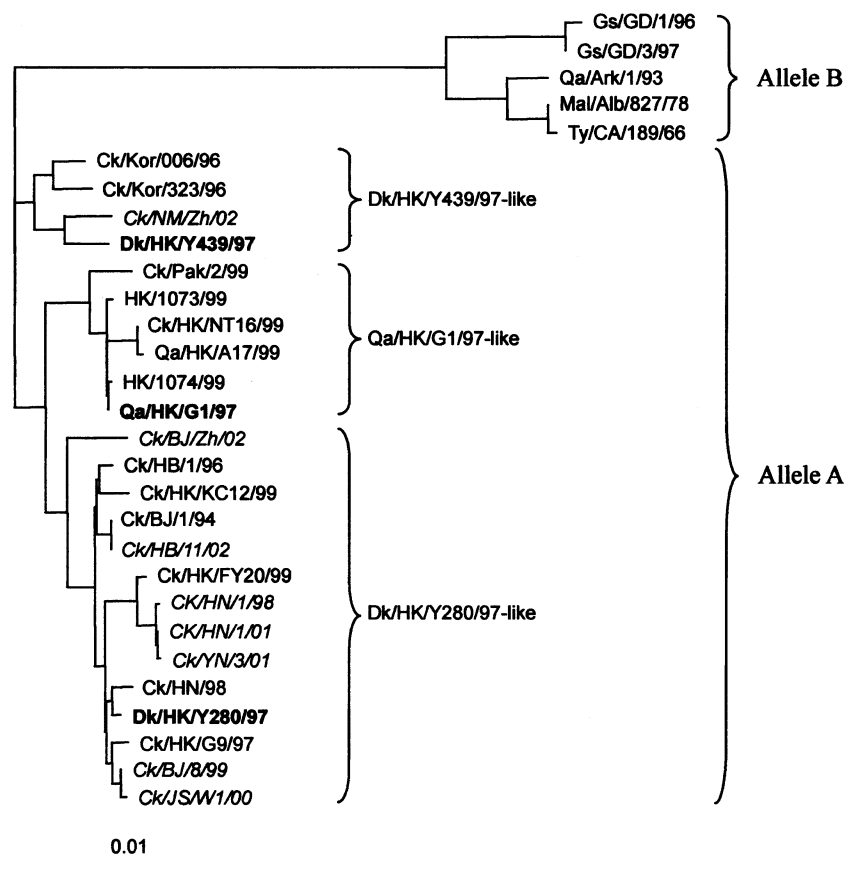 Gs/GD/1/96
Gs/GD/3/97
Qa/Ark/1/93
Allele B
Mal/Alb/827/78
Ty/CA/189/66
Ck/Kor/006/96
Ck/Kor/323/96
Dk/HK/Y439/97-like
Ck/NM/Zh/02
Dk/HK/Y439/97
Ck/Pak/2/99
HK/1073/99
Ck/HK/NT16/99
Qa/HK/G1/97-like
Qa/HK/A17/99
HK/1074/99
Qa/HK/G1/97
Ck/BJ/Zh/02
Ck/HB/1/96
Allele A
Ck/HK/KC12/99
Ck/BJ/1/94
Ck/HB/11/02
Ck/HK/FY20/99
CK/HN/1/98
Dk/HK/Y280/97-like
CK/HN/1/01
Ck/YN/3/01
Ck/HN/98
Dk/HK/Y280/97
Ck/HK/G9/97
Ck/BJ/8/99
Ck/JS/W1/00
0.01